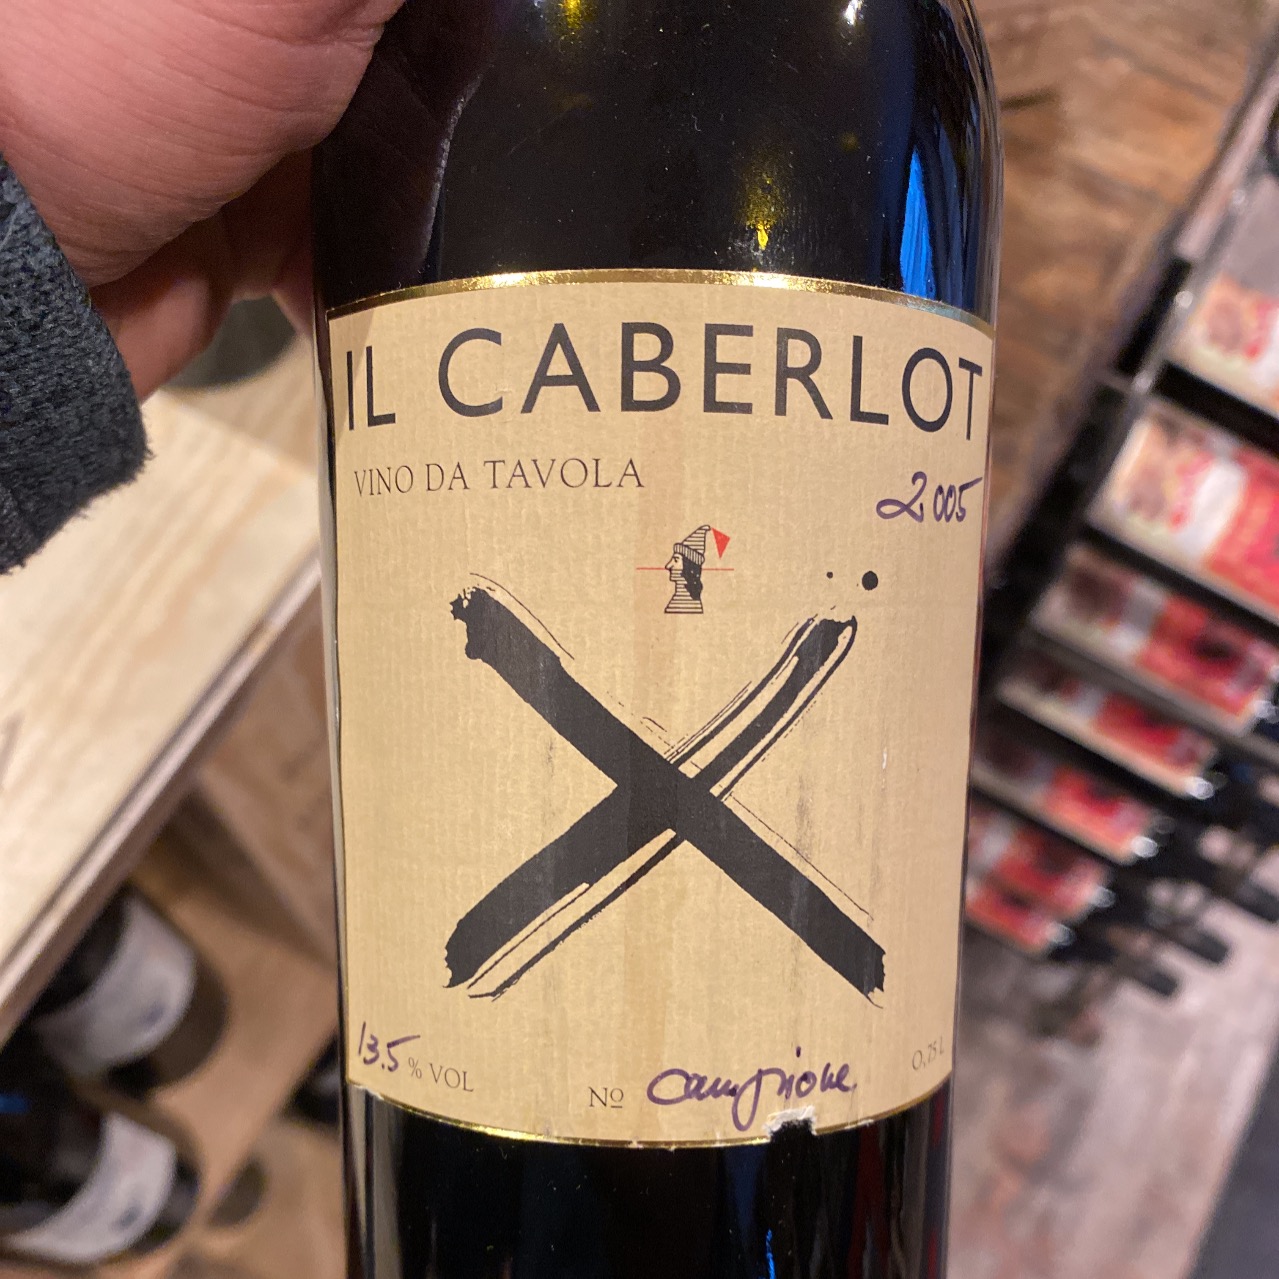 IL CABERLOT
VINO DA TAVOLA
2005
13.5 % VOL
Nº campione
0,75 L